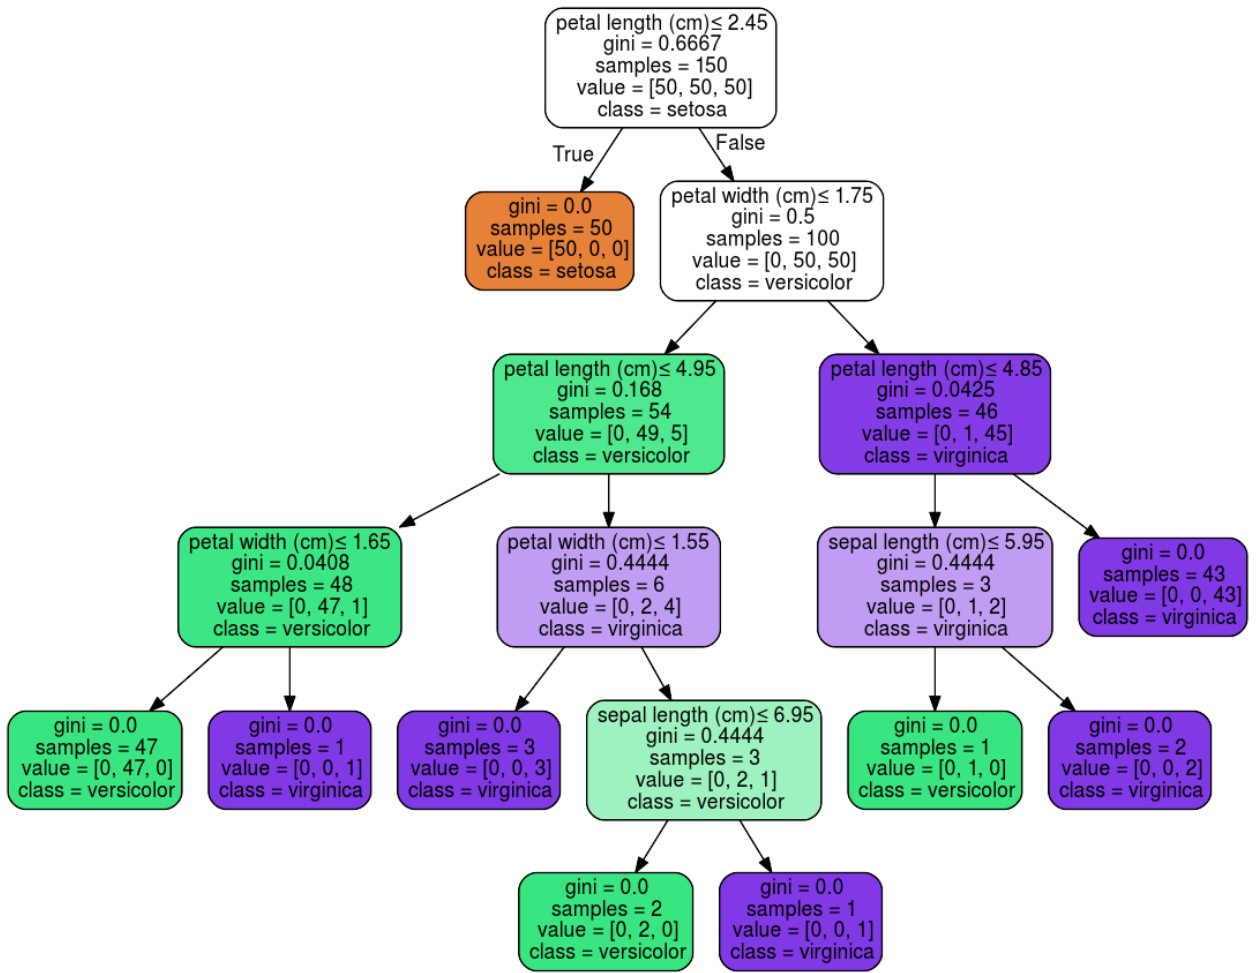 petal length (cm)≤ 2.45
gini = 0.6667
samples = 150
value = [50, 50, 50]
class = setosa
True
False
gini = 0.0
samples = 50
value = [50, 0, 0]
class = setosa
petal width (cm)≤ 1.75
gini = 0.5
samples = 100
value = [0, 50, 50]
class = versicolor
petal length (cm)≤ 4.95
gini = 0.168
samples = 54
value = [0, 49, 5]
class = versicolor
petal length (cm)≤ 4.85
gini = 0.0425
samples = 46
value = [0, 1, 45]
class = virginica
petal width (cm)≤ 1.65
gini = 0.0408
samples = 48
value = [0, 47, 1]
class = versicolor
petal width (cm)≤ 1.55
gini = 0.4444
samples = 6
value = [0, 2, 4]
class = virginica
sepal length (cm)≤ 5.95
gini = 0.4444
samples = 3
value = [0, 1, 2]
class = virginica
gini = 0.0
samples = 43
value = [0, 0, 43]
class = virginica
gini = 0.0
samples = 47
value = [0, 47, 0]
class = versicolor
gini = 0.0
samples = 1
value = [0, 0, 1]
class = virginica
gini = 0.0
samples = 3
value = [0, 0, 3]
class = virginica
sepal length (cm)≤ 6.95
gini = 0.4444
samples = 3
value = [0, 2, 1]
class = versicolor
gini = 0.0
samples = 1
value = [0, 1, 0]
class = versicolor
gini = 0.0
samples = 2
value = [0, 0, 2]
class = virginica
gini = 0.0
samples = 2
value = [0, 2, 0]
class = versicolor
gini = 0.0
samples = 1
value = [0, 0, 1]
class = virginica